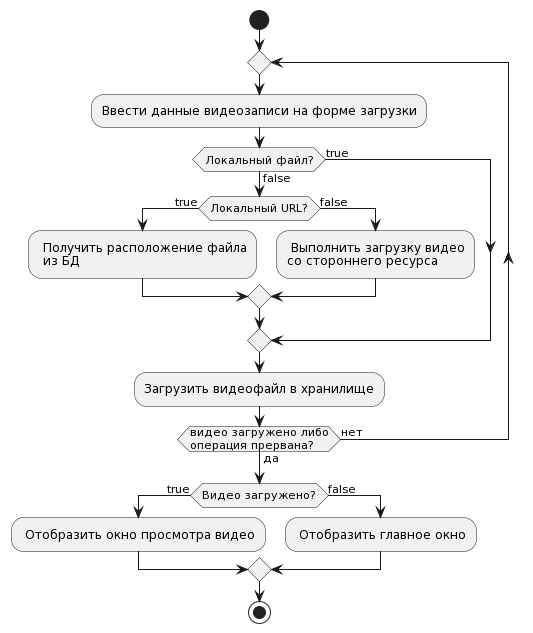 Ввести данные видеозаписи на форме загрузки
Локальный файл?
true
false
Локальный URL?
true
false
Получить расположение файла
из БД
Выполнить загрузку видео
со стороннего ресурса
Загрузить видеофайл в хранилище
видео загружено либо
операция прервана?
нет
да
Видео загружено?
true
false
Отобразить окно просмотра видео
Отобразить главное окно